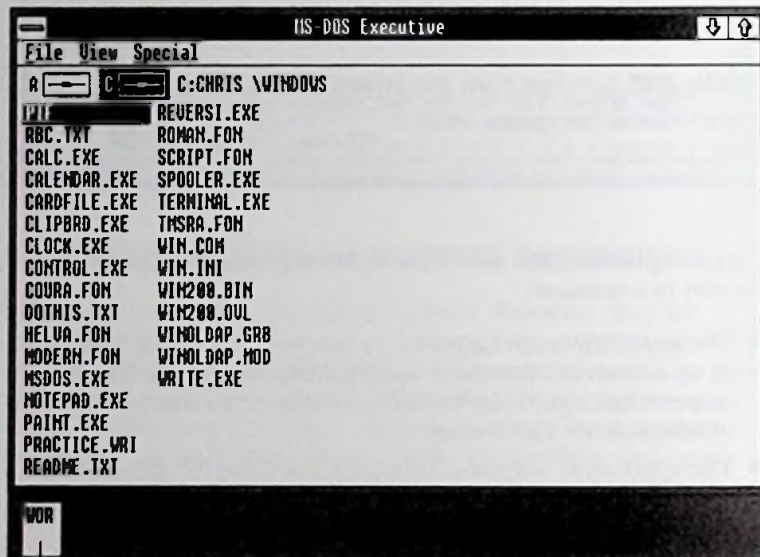 MS-DOS Executive
File View Special
A C C:CHRIS \WINDOWS
PIF REVERSI.EXE
ABC.TXT ROMAN.FON
CALC.EXE SCRIPT.FON
CALENDAR.EXE SPOOLER.EXE
CARDFILE.EXE TERMINAL.EXE
CLIPBRD.EXE TMSRA.FON
CLOCK.EXE WIN.COM
CONTROL.EXE WIN.INI
COURA.FON WIN200.BIN
DOTHIS.TXT WIN200.OVL
HELVA.FON WINOLDAP.GRB
MODERN.FON WINOLDAP.MOD
MSDOS.EXE WRITE.EXE
NOTEPAD.EXE
PAINT.EXE
PRACTICE.WRI
README.TXT
WOR